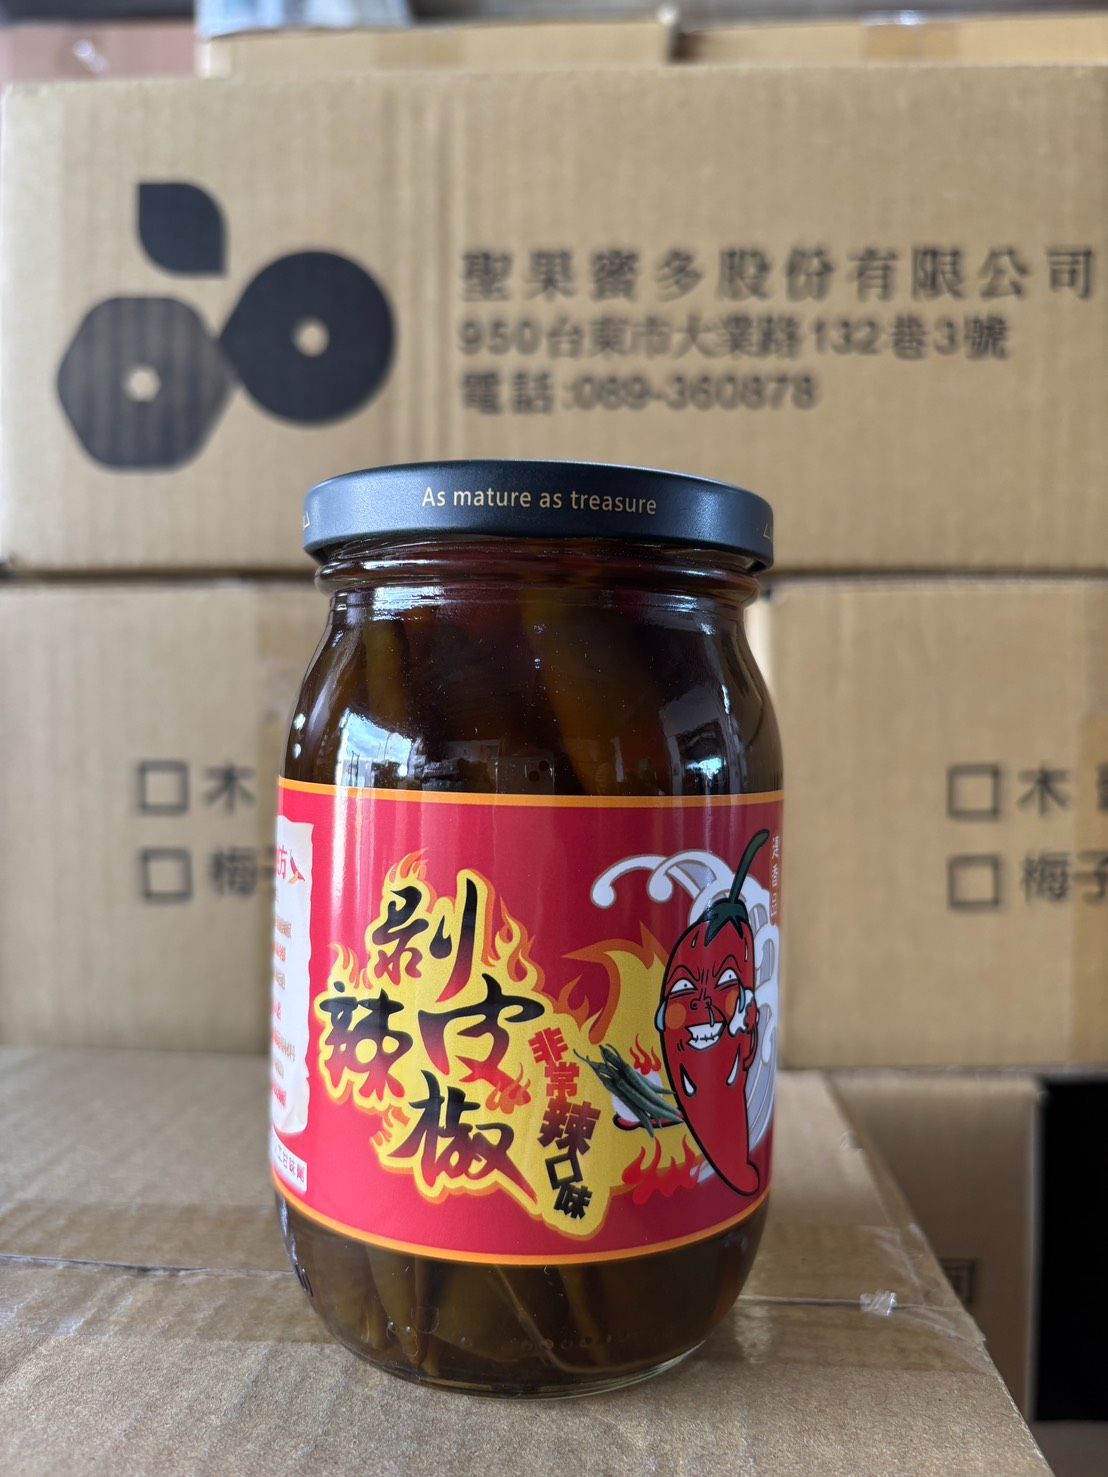 聖果蜜多股份有限公司
950台東市大業路132巷3號
電話:089-360878
As mature as treasure
口木
口梅
口木
口梅子
剝皮辣椒
非常辣口味